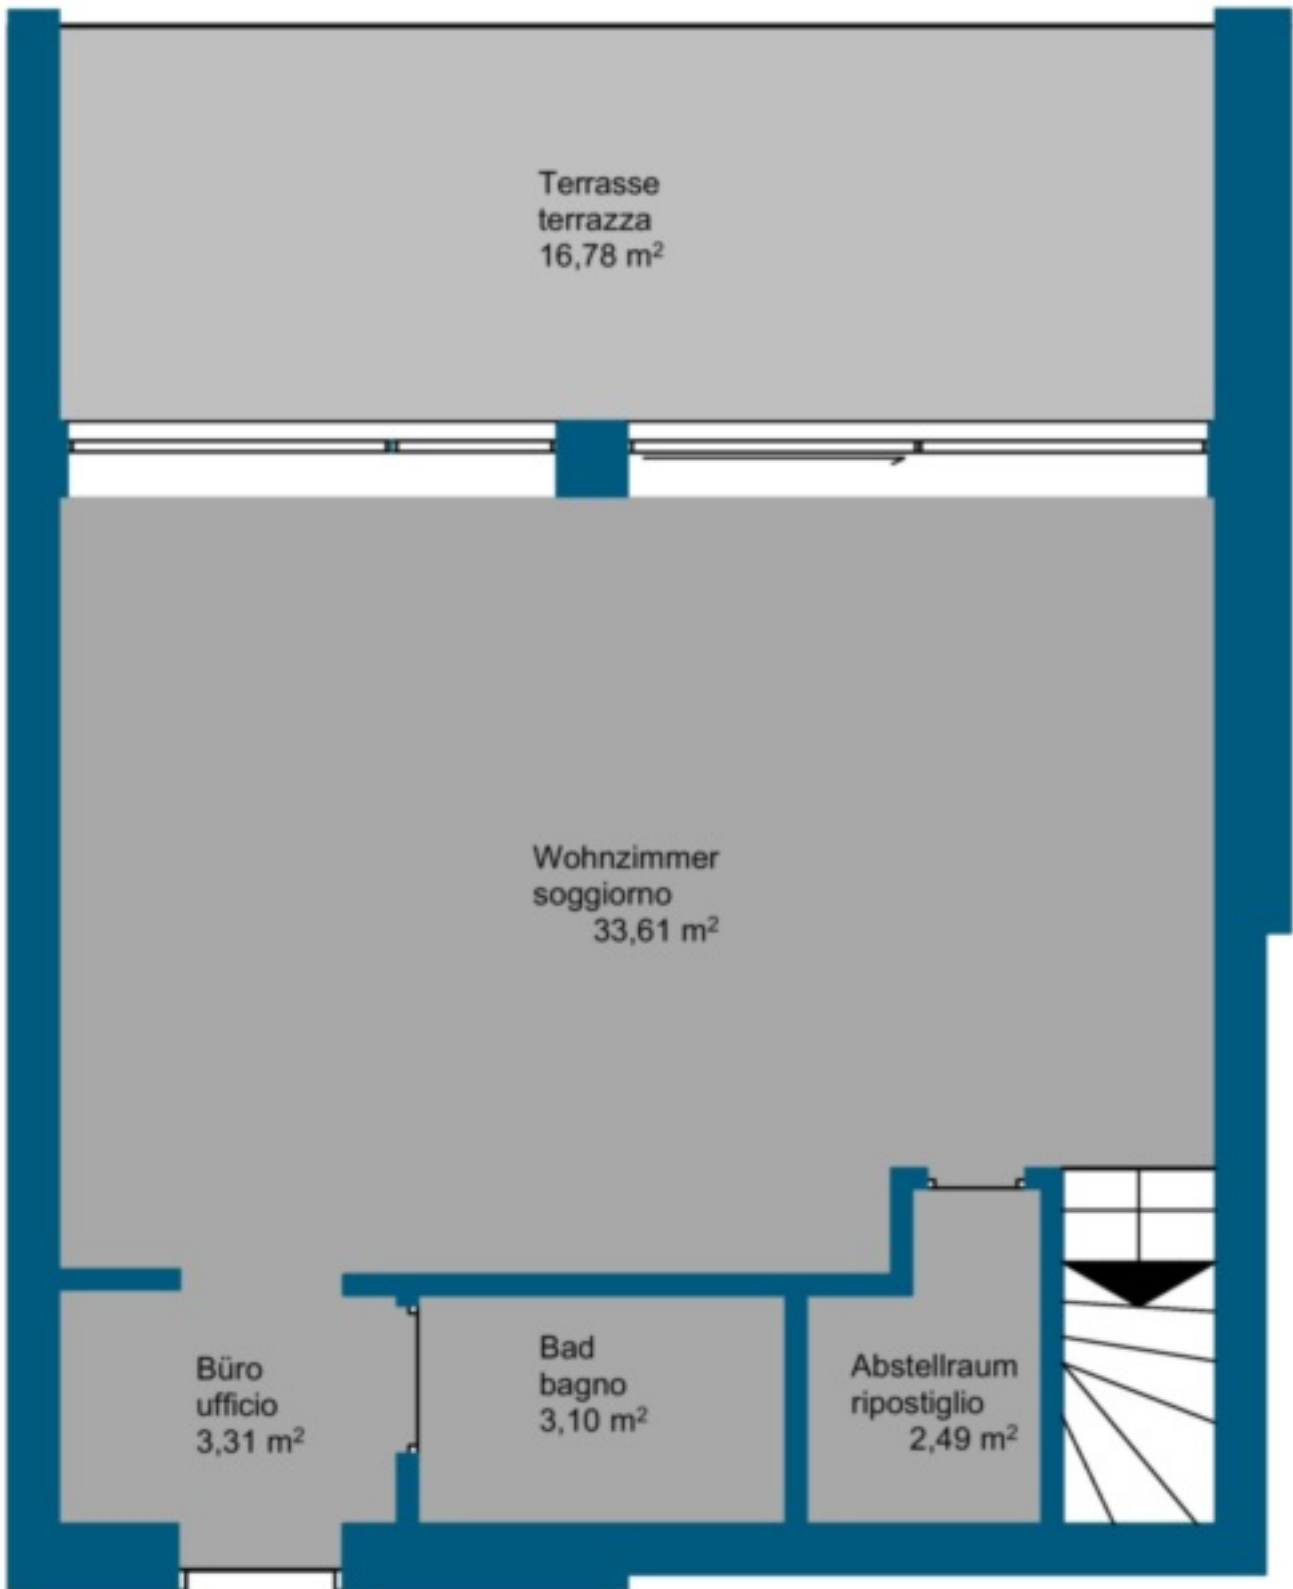 Terrasse
terrazza
16,78 m²
Wohnzimmer
soggiorno
33,61 m²
Büro
ufficio
3,31 m²
Bad
bagno
3,10 m²
Abstellraum
ripostiglio
2,49 m²